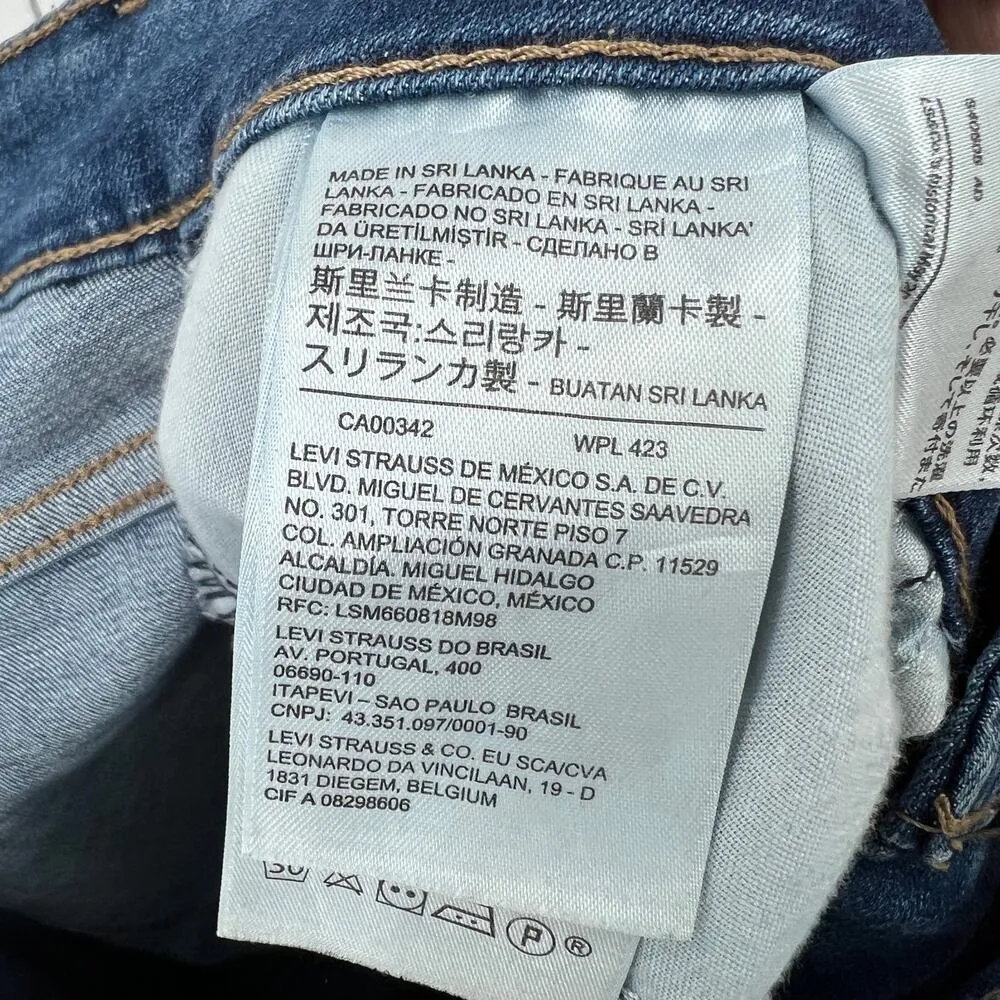 MADE IN SRI LANKA - FABRIQUE AU SRI
LANKA - FABRICADO EN SRI LANKA -
FABRICADO NO SRI LANKA - SRİ LANKA'
DA ÜRETİLMİŞTİR - СДЕЛАНО В
ШРИ-ЛАНКЕ -
斯里兰卡制造 - 斯里蘭卡製 -
제조국:스리랑카 -
スリランカ製 - BUATAN SRI LANKA
CA00342 WPL 423
LEVI STRAUSS DE MÉXICO S.A. DE C.V.
BLVD. MIGUEL DE CERVANTES SAAVEDRA
NO. 301, TORRE NORTE PISO 7
COL. AMPLIACIÓN GRANADA C.P. 11529
ALCALDÍA. MIGUEL HIDALGO
CIUDAD DE MÉXICO, MÉXICO
RFC: LSM660818M98
LEVI STRAUSS DO BRASIL
AV. PORTUGAL, 400
06690-110
ITAPEVI – SAO PAULO BRASIL
CNPJ: 43.351.097/0001-90
LEVI STRAUSS & CO. EU SCA/CVA
LEONARDO DA VINCILAAN, 19 - D
1831 DIEGEM, BELGIUM
CIF A 08298606
30
P ®